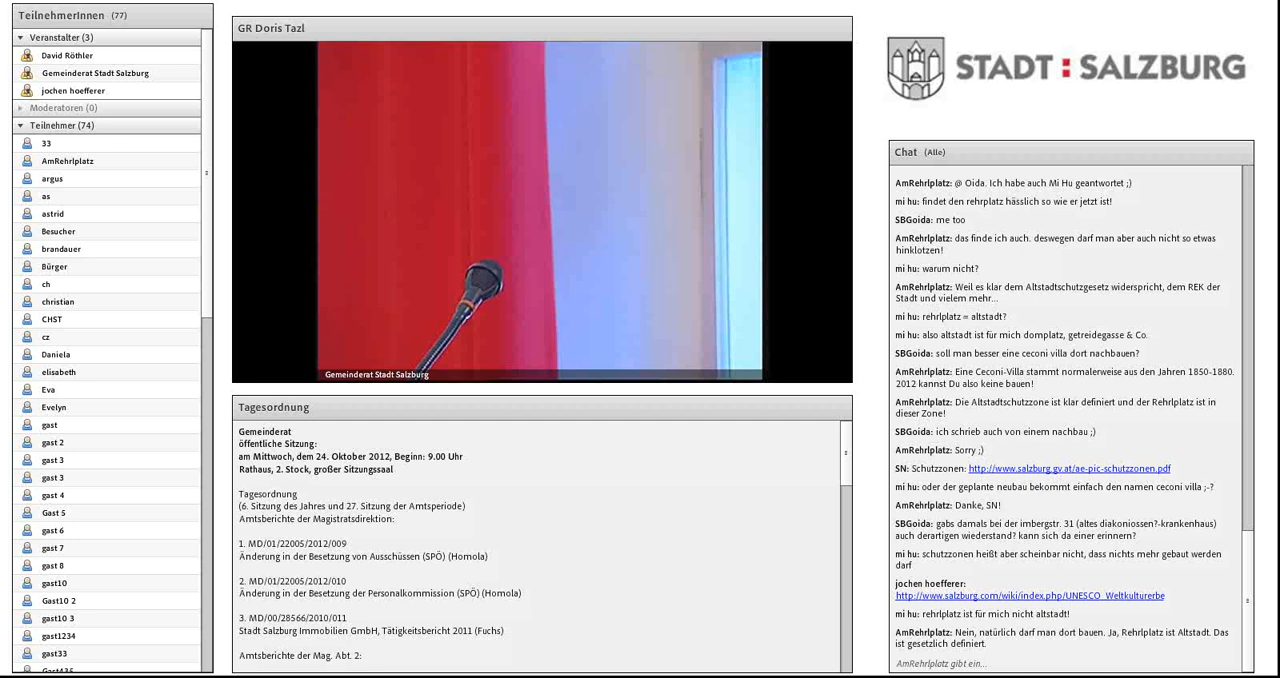 TeilnehmerInnen (77)
Veranstalter (3)
David Röthler
Gemeinderat Stadt Salzburg
jochen hoefferer
Moderatoren (0)
Teilnehmer (74)
33
AmRehrlplatz
argus
as
astrid
Besucher
brandauer
Bürger
ch
christian
CHST
cz
Daniela
elisabeth
Eva
Evelyn
gast
gast 2
gast 3
gast 3
gast 4
Gast 5
gast 6
gast 7
gast 8
gast10
Gast10 2
gast10 3
gast1234
gast33
Gast435
GR Doris Tazl
Gemeinderat Stadt Salzburg
Tagesordnung
Gemeinderat
öffentliche Sitzung:
am Mittwoch, dem 24. Oktober 2012, Beginn: 9.00 Uhr
Rathaus, 2. Stock, großer Sitzungssaal
Tagesordnung
(6. Sitzung des Jahres und 27. Sitzung der Amtsperiode)
Amtsberichte der Magistratsdirektion:
1. MD/01/22005/2012/009
Änderung in der Besetzung von Ausschüssen (SPÖ) (Homola)
2. MD/01/22005/2012/010
Änderung in der Besetzung der Personalkommission (SPÖ) (Homola)
3. MD/00/28566/2010/011
Stadt Salzburg Immobilien GmbH, Tätigkeitsbericht 2011 (Fuchs)
Amtsberichte der Mag. Abt. 2:
STADT : SALZBURG
Chat (Alle)
AmRehrlplatz: @ Oida. Ich habe auch Mi Hu geantwortet ;)
mi hu: findet den rehrplatz hässlich so wie er jetzt ist!
SBGoida: me too
AmRehrlplatz: das finde ich auch. deswegen darf man aber auch nicht so etwas
hinklotzen!
mi hu: warum nicht?
AmRehrlplatz: Weil es klar dem Altstadtschutzgesetz widerspricht, dem REK der
Stadt und vielem mehr...
mi hu: rehrlplatz = altstadt?
mi hu: also altstadt ist für mich domplatz, getreidegasse & Co.
SBGoida: soll man besser eine ceconi villa dort nachbauen?
AmRehrlplatz: Eine Ceconi-Villa stammt normalerweise aus den Jahren 1850-1880.
2012 kannst Du also keine bauen!
AmRehrlplatz: Die Altstadtschutzzone ist klar definiert und der Rehrlplatz ist in
dieser Zone!
SBGoida: ich schrieb auch von einem nachbau ;)
AmRehrlplatz: Sorry ;)
SN: Schutzzonen: http://www.salzburg.gv.at/ae-pic-schutzzonen.pdf
mi hu: oder der geplante neubau bekommt einfach den namen ceconi villa ;-?
AmRehrlplatz: Danke, SN!
SBGoida: gabs damals bei der imbergstr. 31 (altes diakoniossen?-krankenhaus)
auch derartigen wiederstand? kann sich da einer erinnern?
mi hu: schutzzonen heißt aber scheinbar nicht, dass nichts mehr gebaut werden
darf
jochen hoefferer:
http://www.salzburg.com/wiki/index.php/UNESCO_Weltkulturerbe
mi hu: rehrlplatz ist für mich nicht altstadt!
AmRehrlplatz: Nein, natürlich darf man dort bauen. Ja, Rehrlplatz ist Altstadt. Das
ist gesetzlich definiert.
AmRehrlplatz gibt ein...